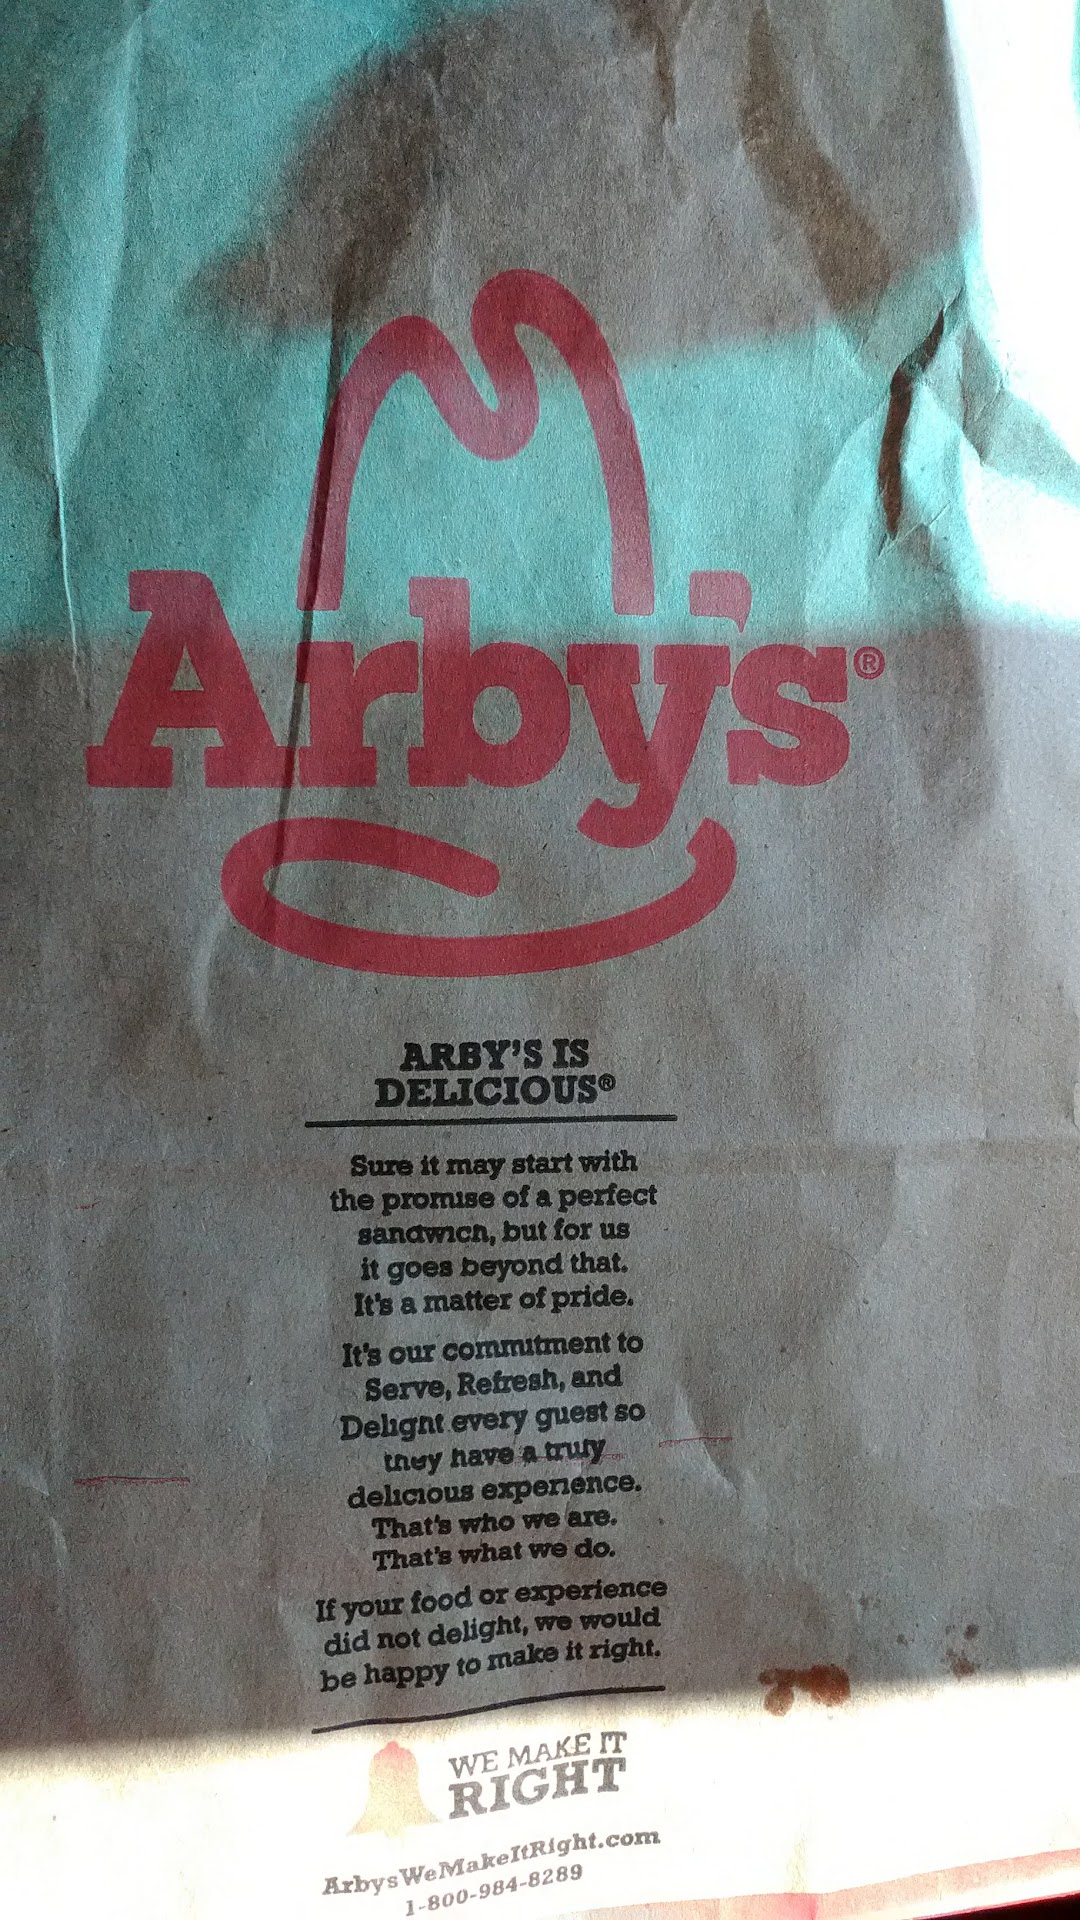 Arby's®
ARBY'S IS
DELICIOUS®
Sure it may start with
the promise of a perfect
sandwich, but for us
it goes beyond that.
It's a matter of pride.
It's our commitment to
Serve, Refresh, and
Delight every guest so
they have a truly
delicious experience.
That's who we are.
That's what we do.
If your food or experience
did not delight, we would
be happy to make it right.
WE MAKE IT
RIGHT
ArbysWeMakeItRight.com
1-800-984-8289